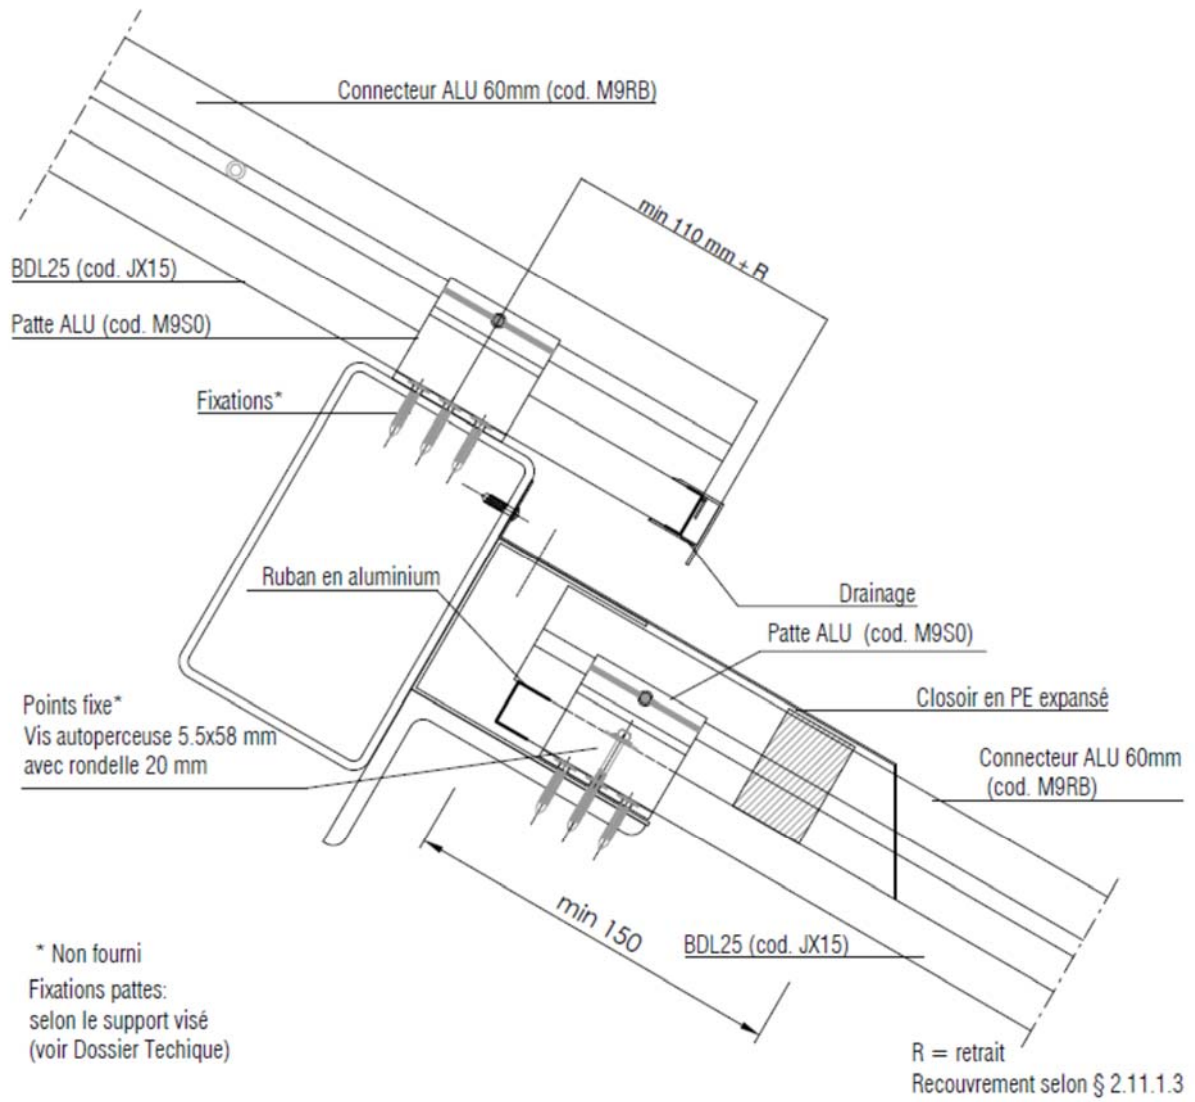 Connecteur ALU 60mm (cod. M9RB)
min 110 mm + R
BDL25 (cod. JX15)
Patte ALU (cod. M9S0)
Fixations*
Ruban en aluminium
Drainage
Patte ALU (cod. M9S0)
Closoir en PE expansé
Points fixe*
Vis autoperceuse 5.5x58 mm
avec rondelle 20 mm
Connecteur ALU 60mm
(cod. M9RB)
min 150
BDL25 (cod. JX15)
* Non fourni
Fixations pattes:
selon le support visé
(voir Dossier Techique)
R = retrait
Recouvrement selon § 2.11.1.3